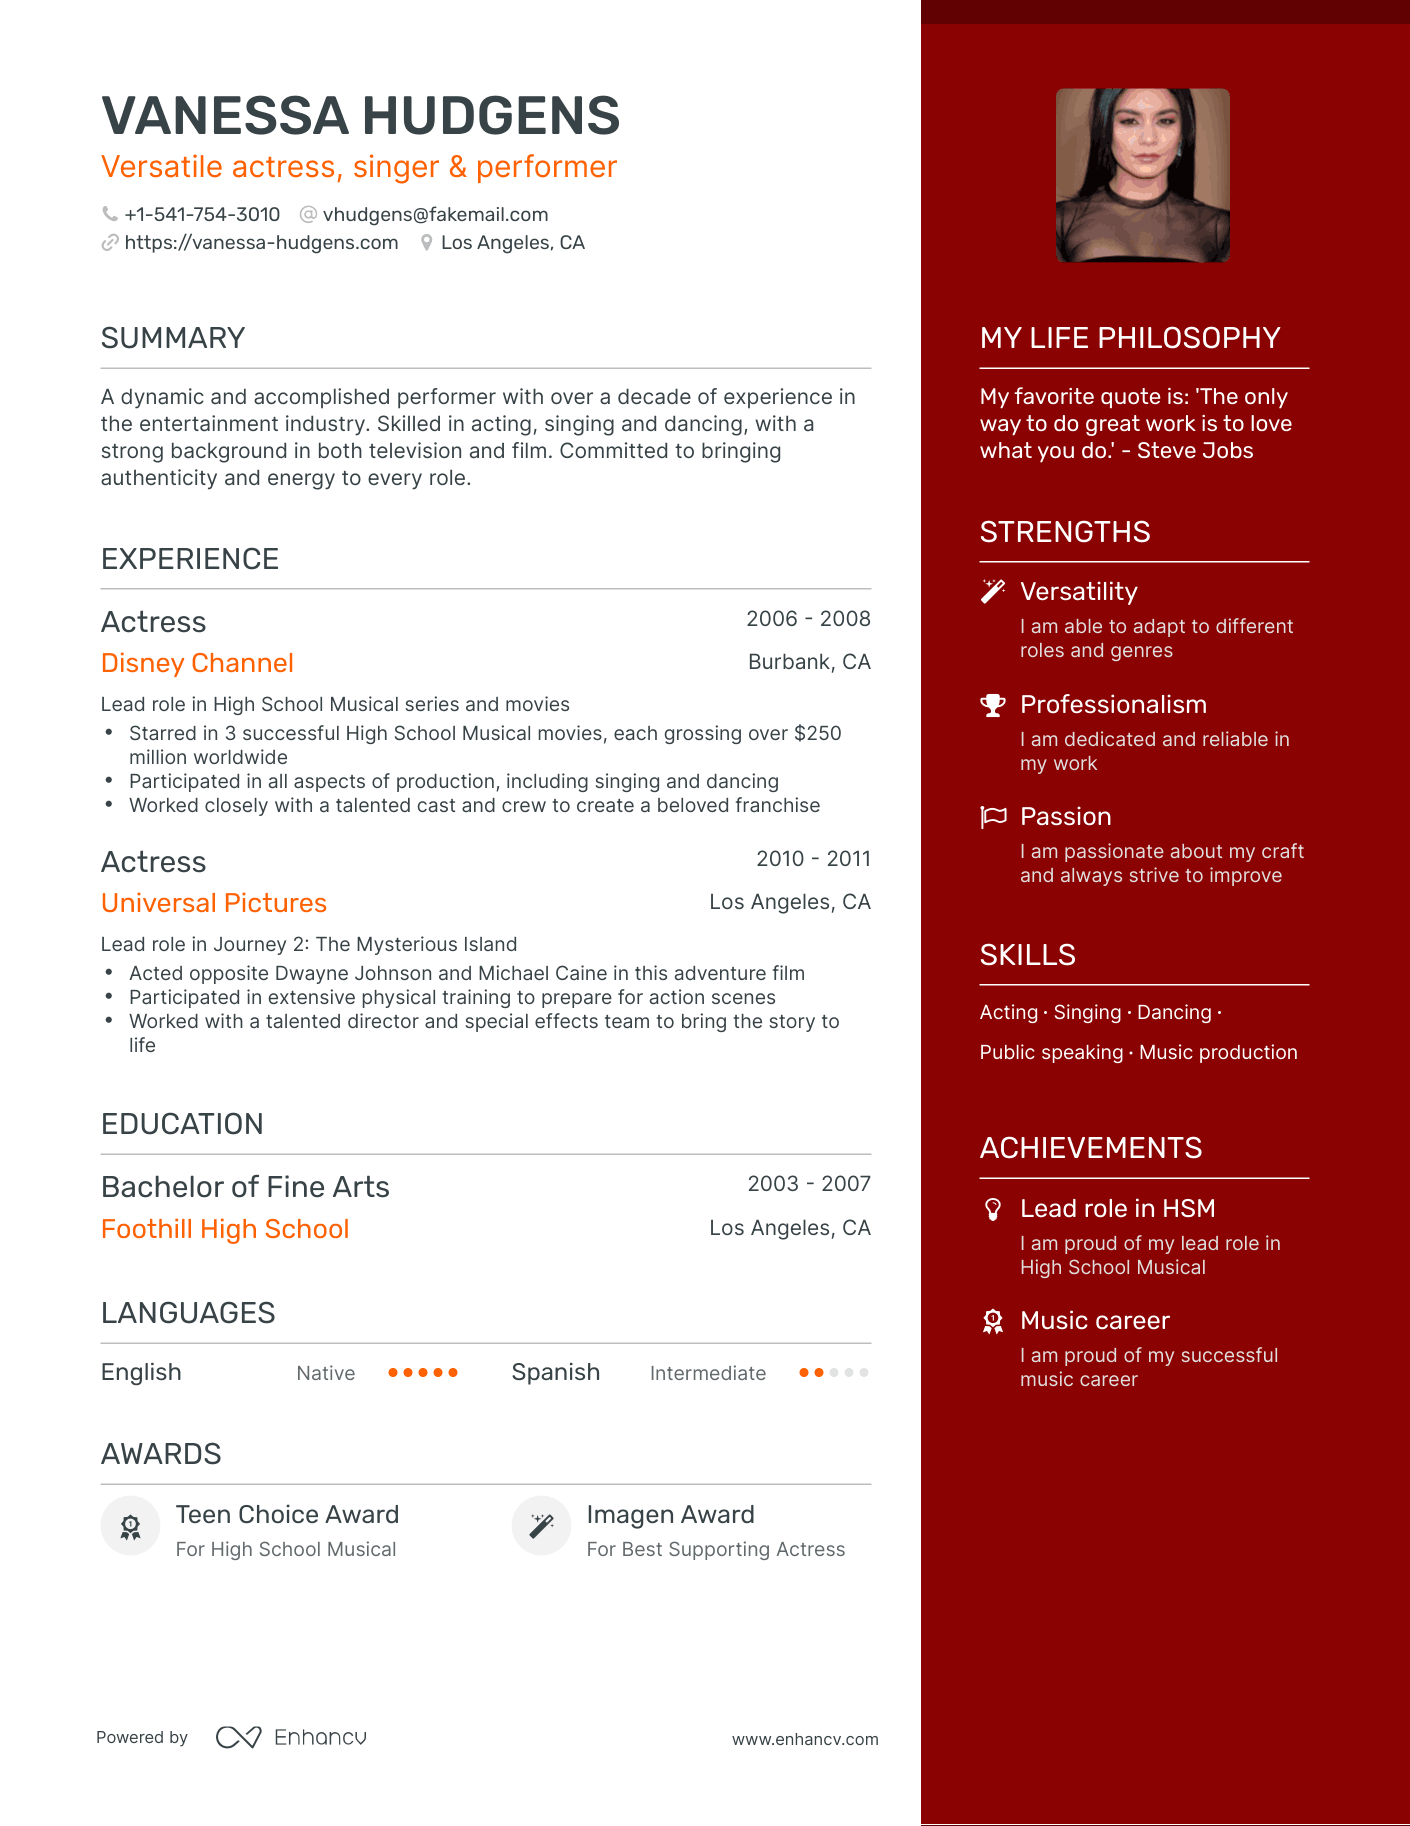 VANESSA HUDGENS
Versatile actress, singer & performer
+1-541-754-3010 @ vhudgens@fakemail.com
https://vanessa-hudgens.com Los Angeles, CA
SUMMARY
A dynamic and accomplished performer with over a decade of experience in
the entertainment industry. Skilled in acting, singing and dancing, with a
strong background in both television and film. Committed to bringing
authenticity and energy to every role.
EXPERIENCE
Actress 2006 - 2008
Disney Channel Burbank, CA
Lead role in High School Musical series and movies
• Starred in 3 successful High School Musical movies, each grossing over $250
million worldwide
• Participated in all aspects of production, including singing and dancing
• Worked closely with a talented cast and crew to create a beloved franchise
Actress 2010 - 2011
Universal Pictures Los Angeles, CA
Lead role in Journey 2: The Mysterious Island
• Acted opposite Dwayne Johnson and Michael Caine in this adventure film
• Participated in extensive physical training to prepare for action scenes
• Worked with a talented director and special effects team to bring the story to
life
EDUCATION
Bachelor of Fine Arts 2003 - 2007
Foothill High School Los Angeles, CA
LANGUAGES
English Native Spanish Intermediate
AWARDS
Teen Choice Award
For High School Musical
Imagen Award
For Best Supporting Actress
MY LIFE PHILOSOPHY
My favorite quote is: 'The only
way to do great work is to love
what you do.' - Steve Jobs
STRENGTHS
Versatility
I am able to adapt to different
roles and genres
Professionalism
I am dedicated and reliable in
my work
Passion
I am passionate about my craft
and always strive to improve
SKILLS
Acting · Singing · Dancing ·
Public speaking · Music production
ACHIEVEMENTS
Lead role in HSM
I am proud of my lead role in
High School Musical
Music career
I am proud of my successful
music career
Powered by Enhancv www.enhancv.com